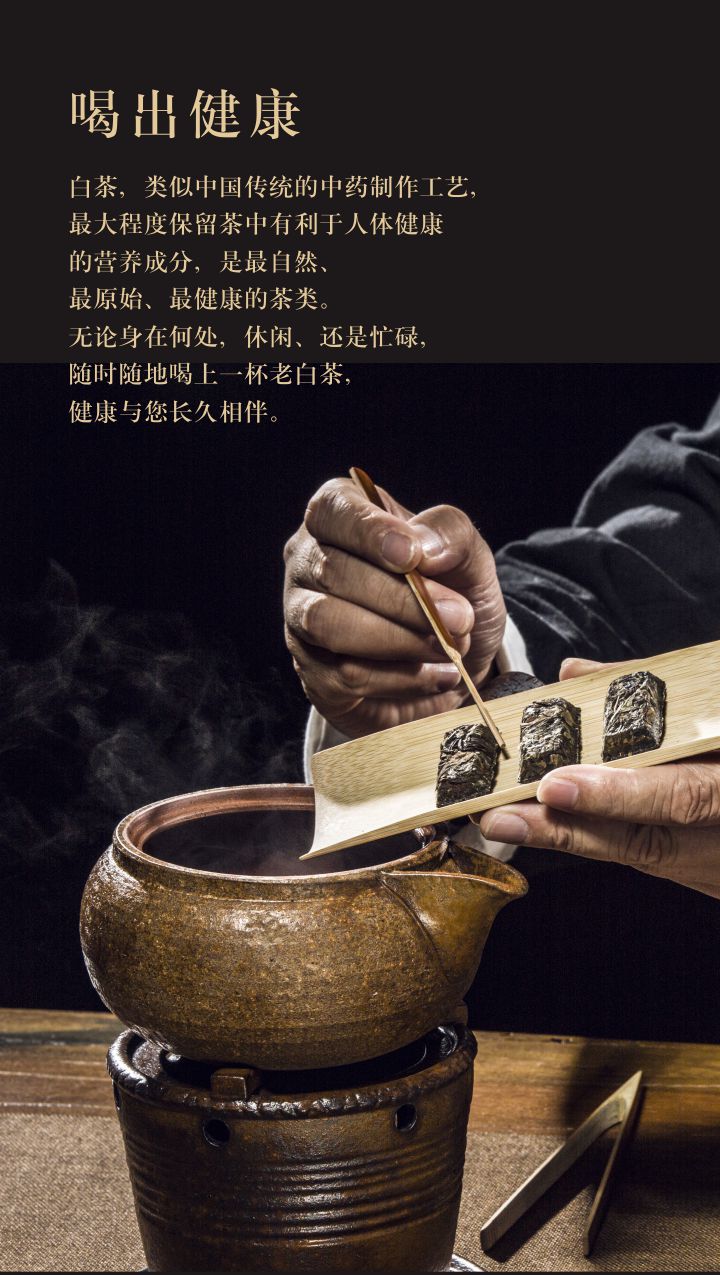 喝出健康
白茶，类似中国传统的中药制作工艺，
最大程度保留茶中有利于人体健康
的营养成分，是最自然、
最原始、最健康的茶类。
无论身在何处，休闲、还是忙碌，
随时随地喝上一杯老白茶，
健康与您长久相伴。